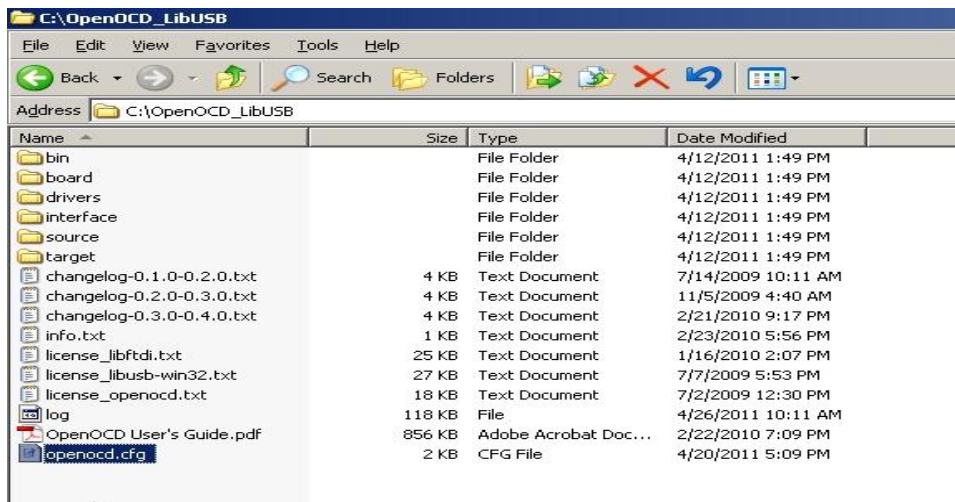 C:\OpenOCD_LibUSB
File Edit View Favorites Tools Help
Back Search Folders
Address C:\OpenOCD_LibUSB
Name Size Type Date Modified
bin File Folder 4/12/2011 1:49 PM
board File Folder 4/12/2011 1:49 PM
drivers File Folder 4/12/2011 1:49 PM
interface File Folder 4/12/2011 1:49 PM
source File Folder 4/12/2011 1:49 PM
target File Folder 4/12/2011 1:49 PM
changelog-0.1.0-0.2.0.txt 4 KB Text Document 7/14/2009 10:11 AM
changelog-0.2.0-0.3.0.txt 4 KB Text Document 11/5/2009 4:40 AM
changelog-0.3.0-0.4.0.txt 4 KB Text Document 2/21/2010 9:17 PM
info.txt 1 KB Text Document 2/23/2010 5:56 PM
license_libftdi.txt 25 KB Text Document 1/16/2010 2:07 PM
license_libusb-win32.txt 27 KB Text Document 7/7/2009 5:53 PM
license_openocd.txt 18 KB Text Document 7/2/2009 12:30 PM
log 118 KB File 4/26/2011 10:11 AM
OpenOCD User's Guide.pdf 856 KB Adobe Acrobat Doc... 2/22/2010 7:09 PM
openocd.cfg 2 KB CFG File 4/20/2011 5:09 PM